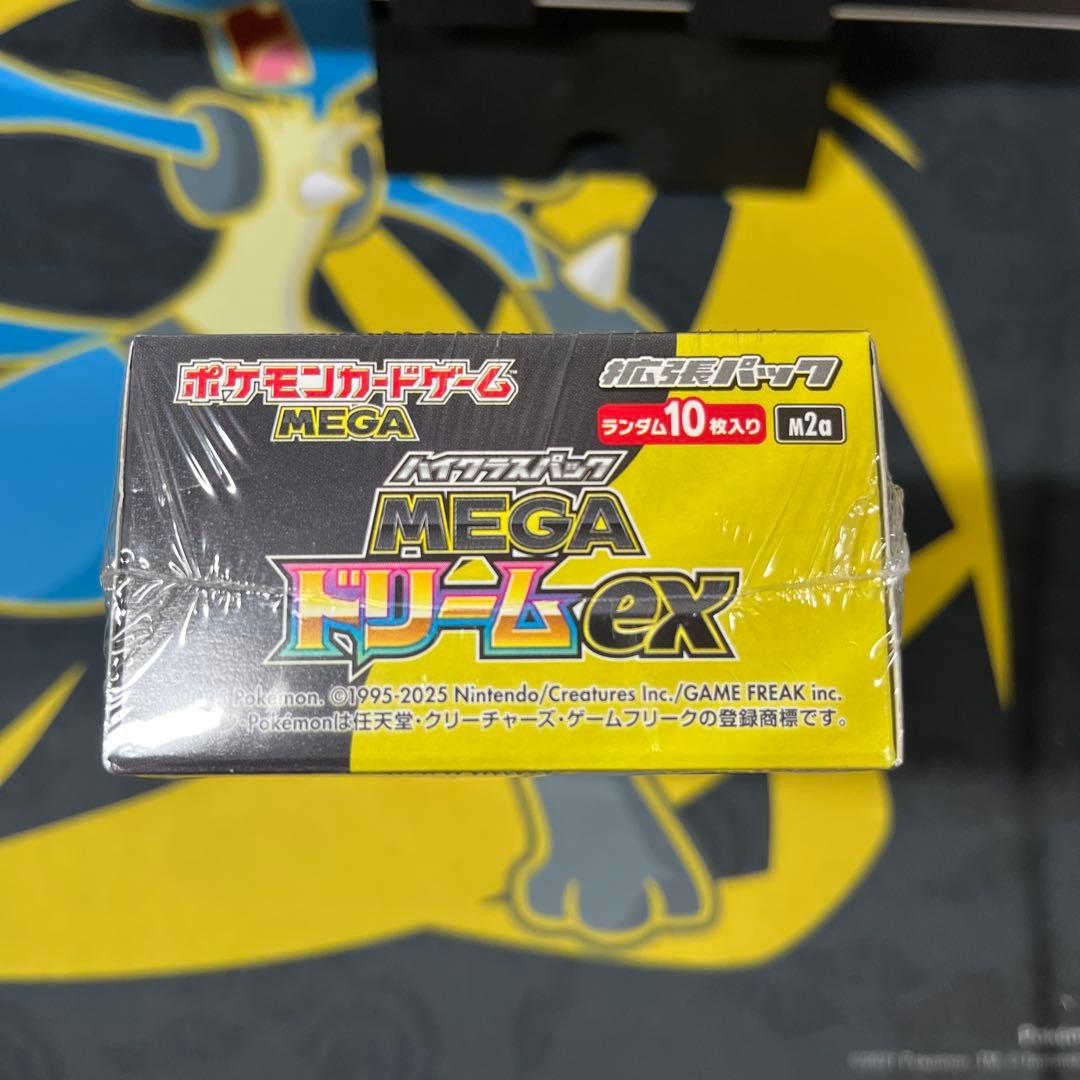 ポケモンカードゲーム
MEGA
拡張パック
ランダム10枚入り M2a
ハイクラスパック
MEGA
ドリームex
Pokémon. ©1995-2025 Nintendo/Creatures Inc./GAME FREAK inc.
Pokémonは任天堂・クリーチャーズ・ゲームフリークの登録商標です。